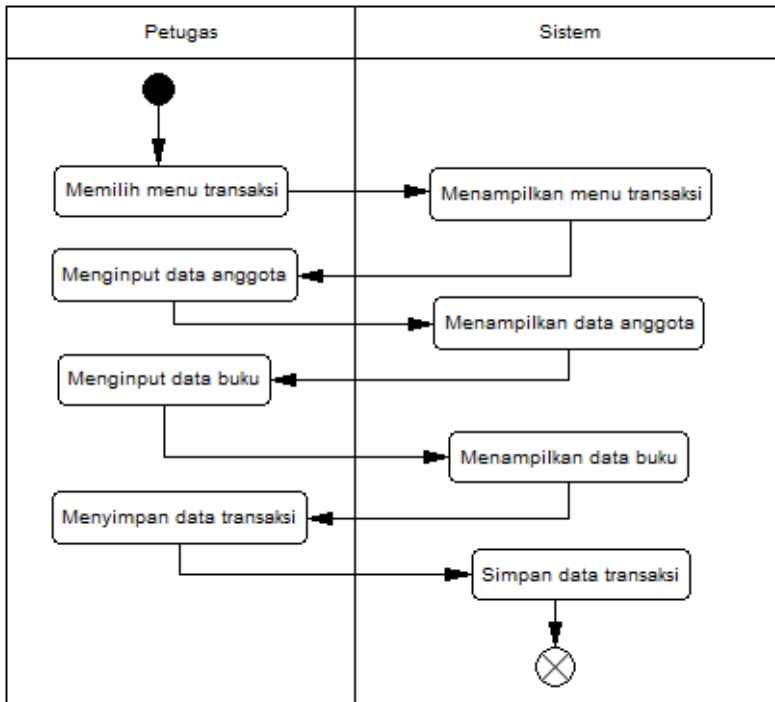 Petugas
Sistem
Memilih menu transaksi
Menampilkan menu transaksi
Menginput data anggota
Menampilkan data anggota
Menginput data buku
Menampilkan data buku
Menyimpan data transaksi
Simpan data transaksi